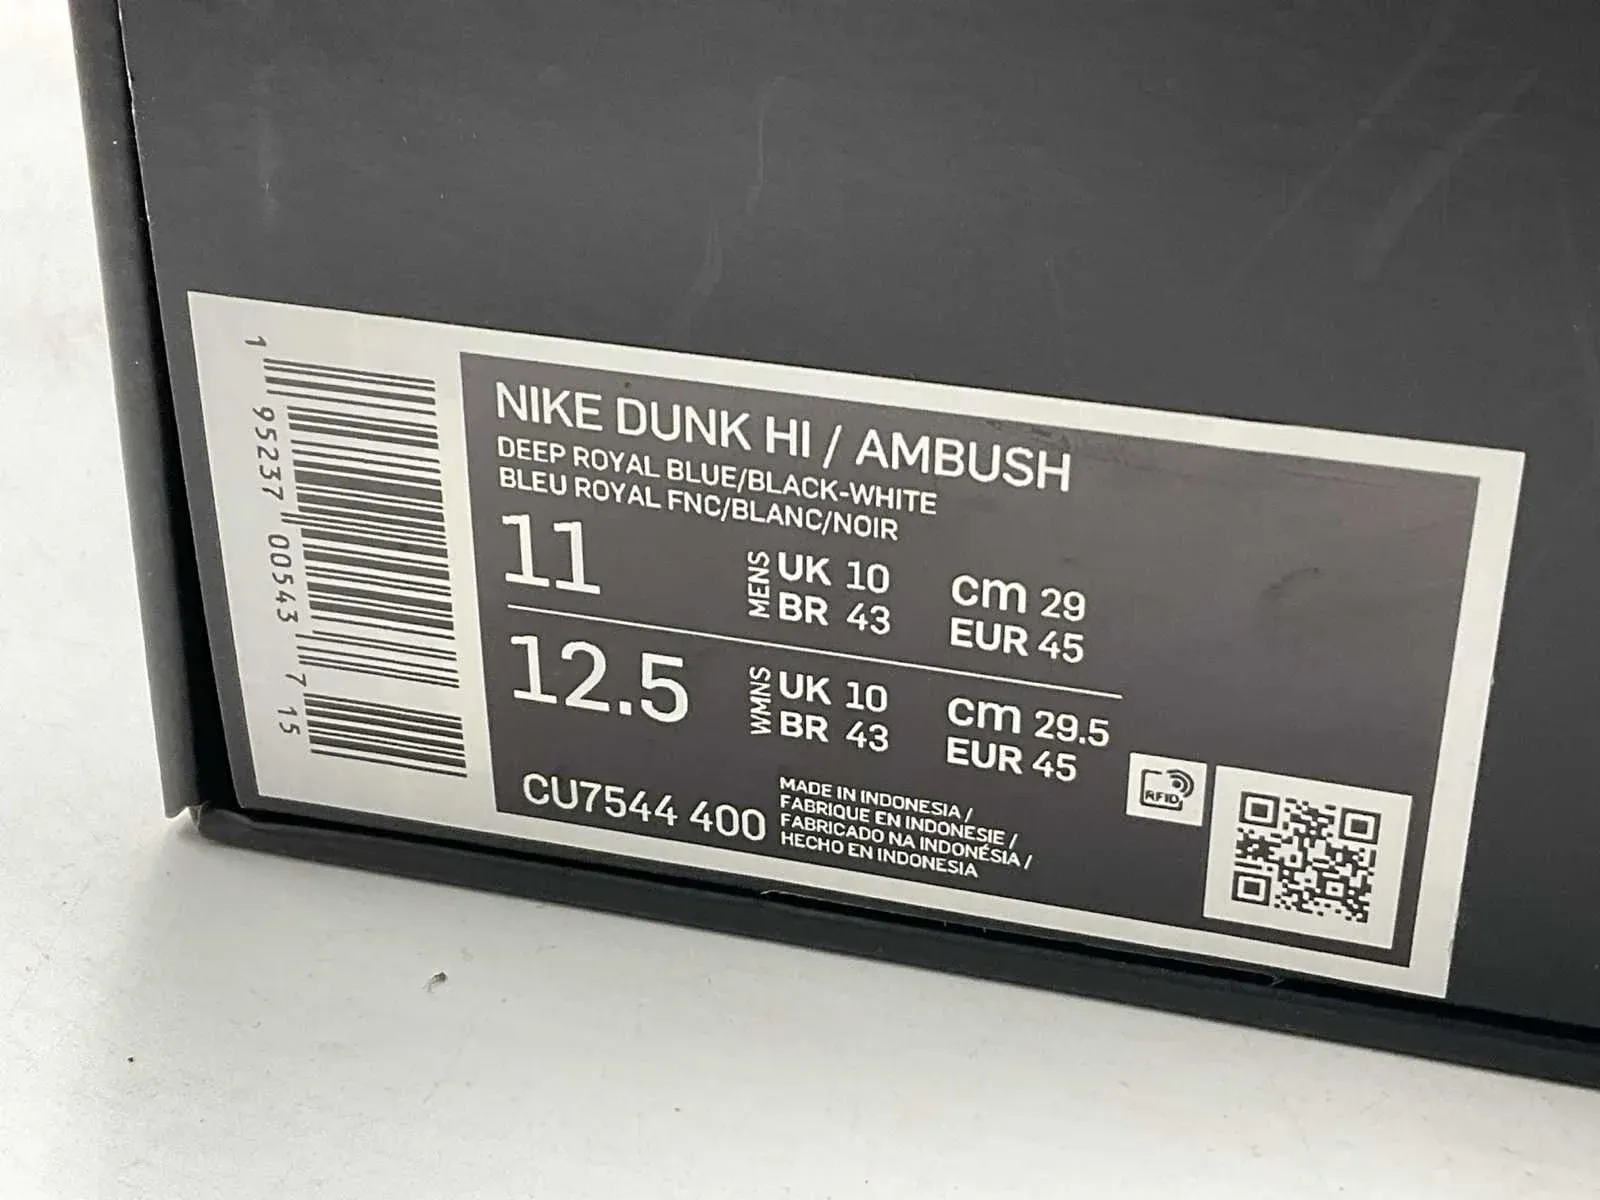 1 95237 00543 7 15
NIKE DUNK HI / AMBUSH
DEEP ROYAL BLUE/BLACK-WHITE
BLEU ROYAL FNC/BLANC/NOIR
11
MENS
UK 10
BR 43
cm 29
EUR 45
12.5
WMNS
UK 10
BR 43
cm 29.5
EUR 45
CU7544 400
MADE IN INDONESIA /
FABRIQUE EN INDONESIE /
FABRICADO NA INDONÉSIA /
HECHO EN INDONESIA
RFID